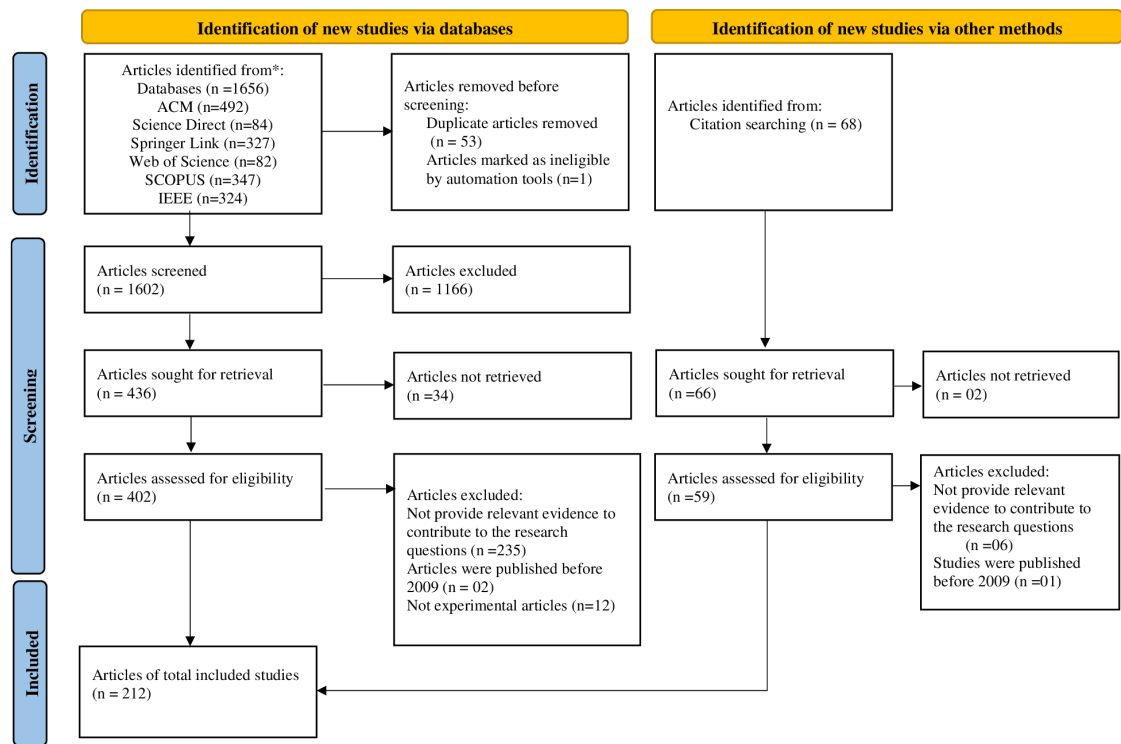 Identification of new studies via databases
Identification of new studies via other methods
Identification
Articles identified from*:
Databases (n =1656)
ACM (n=492)
Science Direct (n=84)
Springer Link (n=327)
Web of Science (n=82)
SCOPUS (n=347)
IEEE (n=324)
Articles removed before
screening:
Duplicate articles removed
(n = 53)
Articles marked as ineligible
by automation tools (n=1)
Articles identified from:
Citation searching (n = 68)
Screening
Articles screened
(n = 1602)
Articles excluded
(n = 1166)
Articles sought for retrieval
(n = 436)
Articles not retrieved
(n =34)
Articles sought for retrieval
(n =66)
Articles not retrieved
(n = 02)
Articles assessed for eligibility
(n = 402)
Articles excluded:
Not provide relevant evidence to
contribute to the research
questions (n =235)
Articles were published before
2009 (n = 02)
Not experimental articles (n=12)
Articles assessed for eligibility
(n =59)
Articles excluded:
Not provide relevant
evidence to contribute to
the research questions
(n =06)
Studies were published
before 2009 (n =01)
Included
Articles of total included studies
(n = 212)